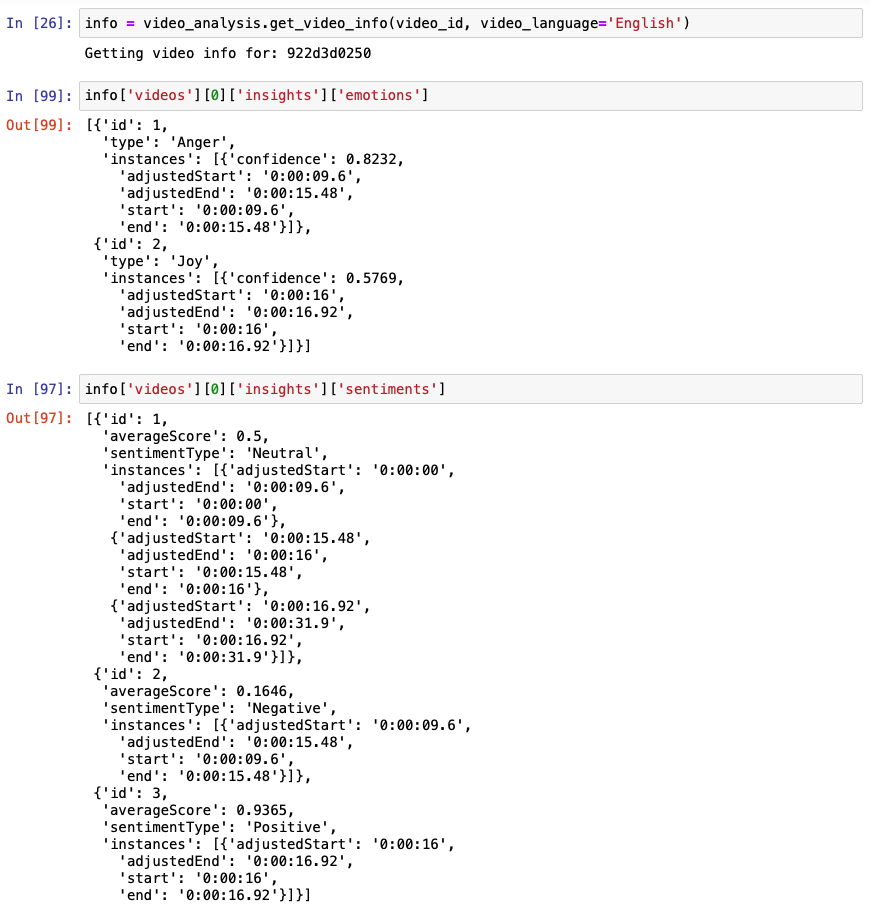 In [26]: info = video_analysis.get_video_info(video_id, video_language='English')
Getting video info for: 922d3d0250
In [99]: info['videos'][0]['insights']['emotions']
Out[99]: [{'id': 1,
'type': 'Anger',
'instances': [{'confidence': 0.8232,
'adjustedStart': '0:00:09.6',
'adjustedEnd': '0:00:15.48',
'start': '0:00:09.6',
'end': '0:00:15.48'}]},
{'id': 2,
'type': 'Joy',
'instances': [{'confidence': 0.5769,
'adjustedStart': '0:00:16',
'adjustedEnd': '0:00:16.92',
'start': '0:00:16',
'end': '0:00:16.92'}]}]
In [97]: info['videos'][0]['insights']['sentiments']
Out[97]: [{'id': 1,
'averageScore': 0.5,
'sentimentType': 'Neutral',
'instances': [{'adjustedStart': '0:00:00',
'adjustedEnd': '0:00:09.6',
'start': '0:00:00',
'end': '0:00:09.6'},
{'adjustedStart': '0:00:15.48',
'adjustedEnd': '0:00:16',
'start': '0:00:15.48',
'end': '0:00:16'},
{'adjustedStart': '0:00:16.92',
'adjustedEnd': '0:00:31.9',
'start': '0:00:16.92',
'end': '0:00:31.9'}]},
{'id': 2,
'averageScore': 0.1646,
'sentimentType': 'Negative',
'instances': [{'adjustedStart': '0:00:09.6',
'adjustedEnd': '0:00:15.48',
'start': '0:00:09.6',
'end': '0:00:15.48'}]},
{'id': 3,
'averageScore': 0.9365,
'sentimentType': 'Positive',
'instances': [{'adjustedStart': '0:00:16',
'adjustedEnd': '0:00:16.92',
'start': '0:00:16',
'end': '0:00:16.92'}]}]